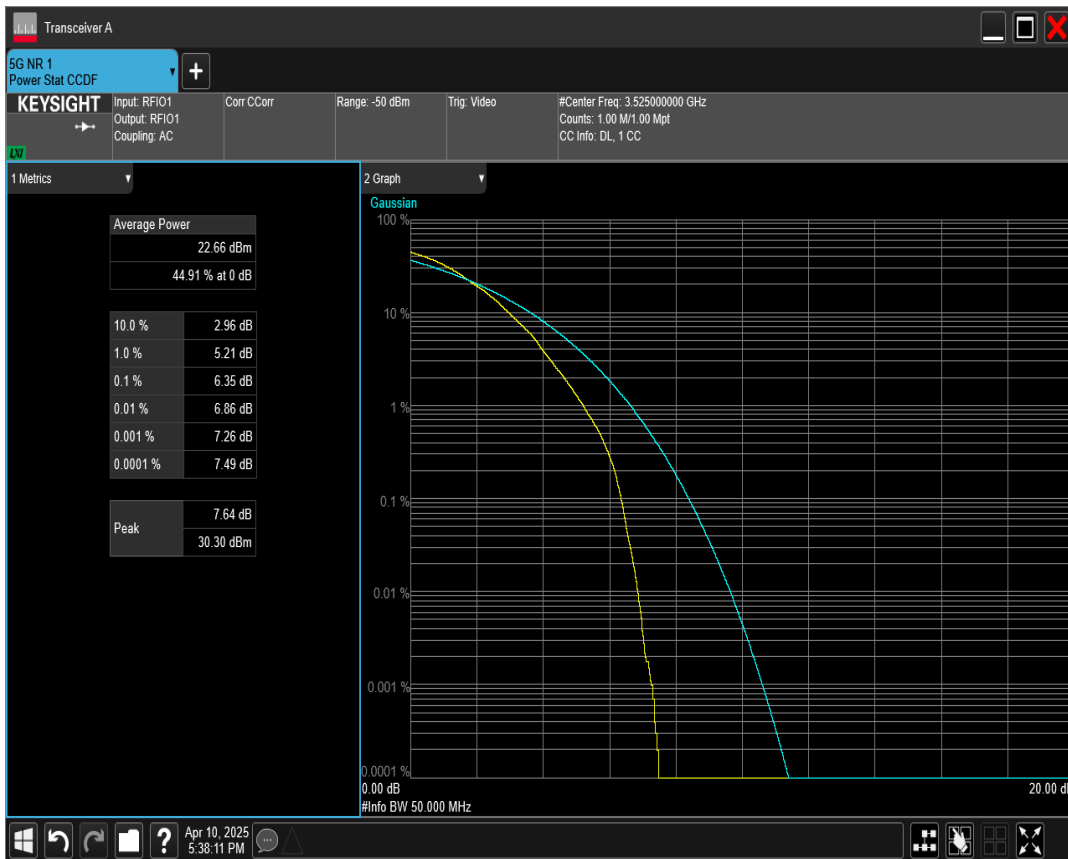 Transceiver A
5G NR 1
Power Stat CCDF
KEYSIGHT
LXI
Input: RFIO1
Output: RFIO1
Coupling: AC
Corr CCorr
Range: -50 dBm
Trig: Video
#Center Freq: 3.525000000 GHz
Counts: 1.00 M/1.00 Mpt
CC Info: DL, 1 CC
1 Metrics
Average Power
22.66 dBm
44.91 % at 0 dB
10.0 % 2.96 dB
1.0 % 5.21 dB
0.1 % 6.35 dB
0.01 % 6.86 dB
0.001 % 7.26 dB
0.0001 % 7.49 dB
Peak
7.64 dB
30.30 dBm
2 Graph
Gaussian
100 %
10 %
1 %
0.1 %
0.01 %
0.001 %
0.0001 %
0.00 dB
20.00 d
#Info BW 50.000 MHz
?
Apr 10, 2025
5:38:11 PM